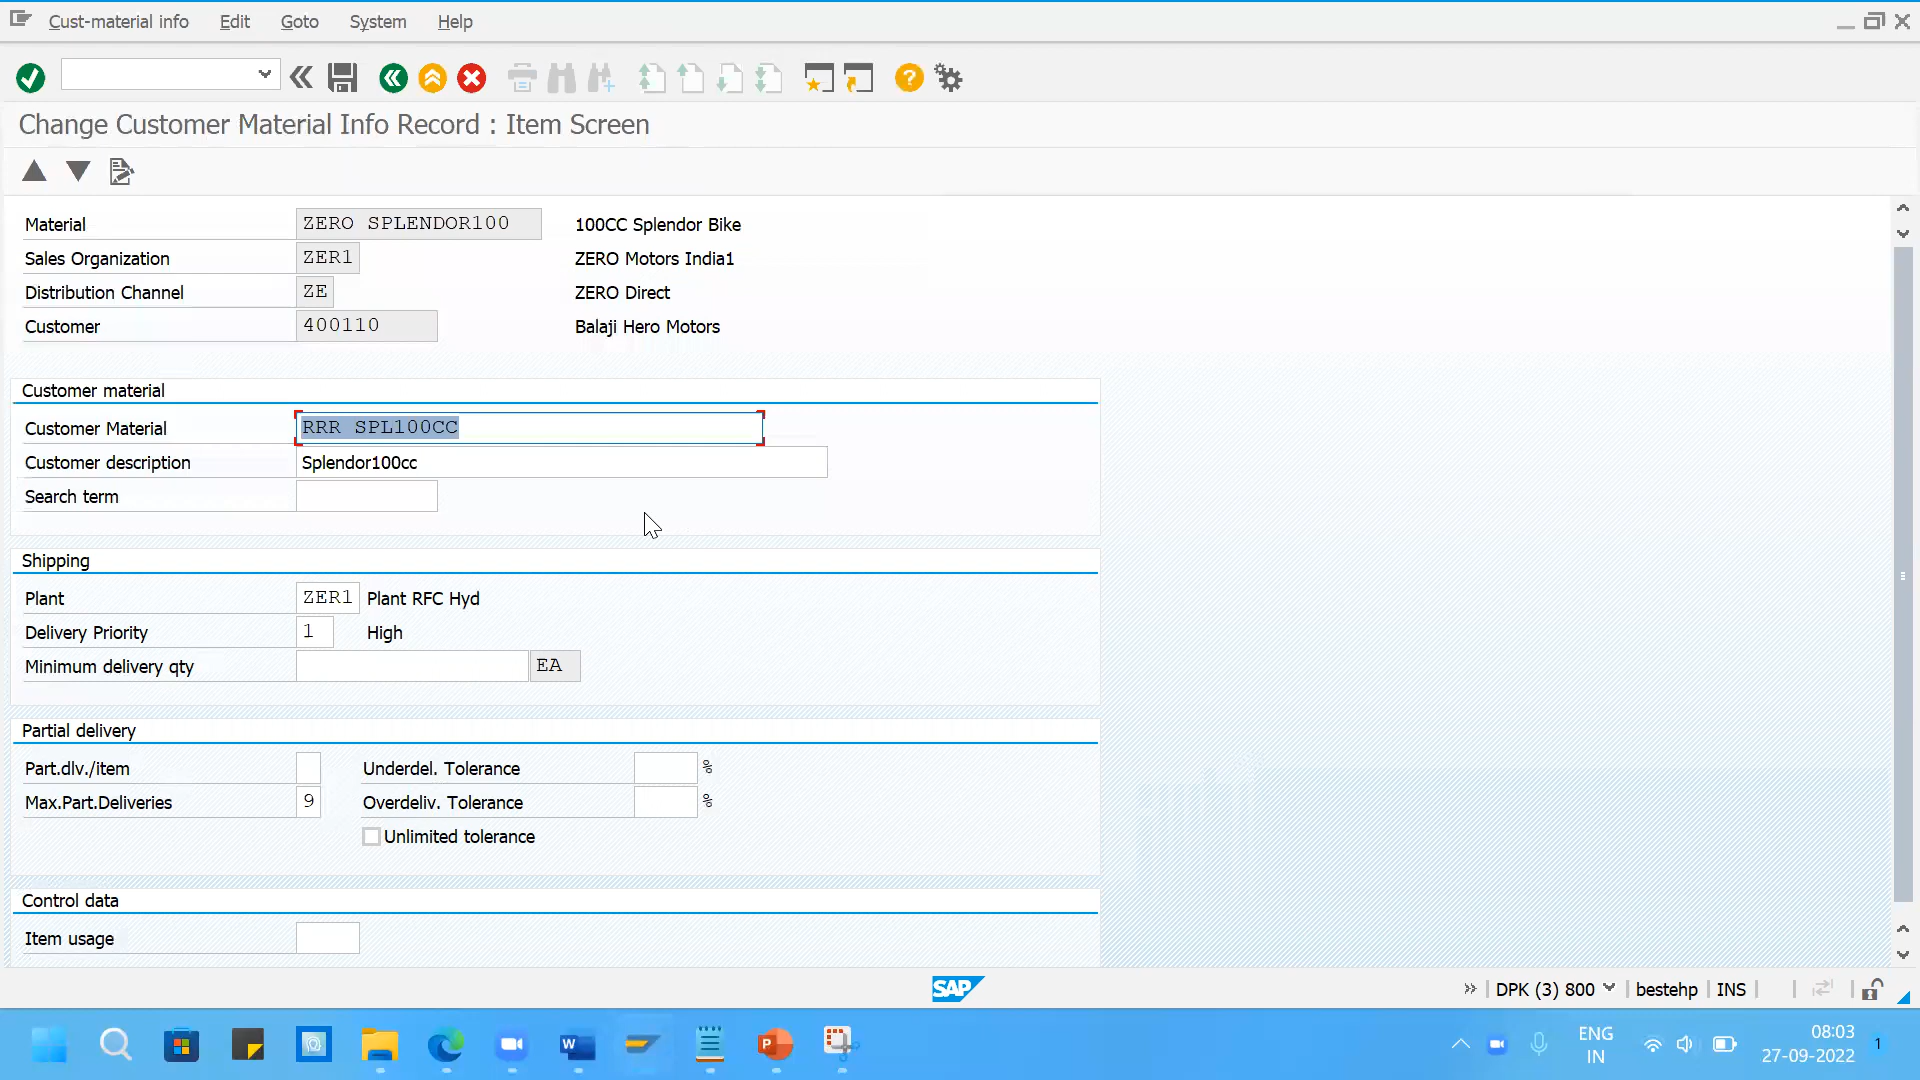 Cust-material info Edit Goto System Help
Change Customer Material Info Record : Item Screen
Material ZERO SPLENDOR100 100CC Splendor Bike
Sales Organization ZER1 ZERO Motors India1
Distribution Channel ZE ZERO Direct
Customer 400110 Balaji Hero Motors
Customer material
Customer Material RRR SPL100CC
Customer description Splendor100cc
Search term
Shipping
Plant ZER1 Plant RFC Hyd
Delivery Priority 1 High
Minimum delivery qty EA
Partial delivery
Part.dlv./item Underdel. Tolerance %
Max.Part.Deliveries 9 Overdeliv. Tolerance %
Unlimited tolerance
Control data
Item usage
SAP DPK (3) 800 bestehp INS
ENG 08:03
IN 27-09-2022 1